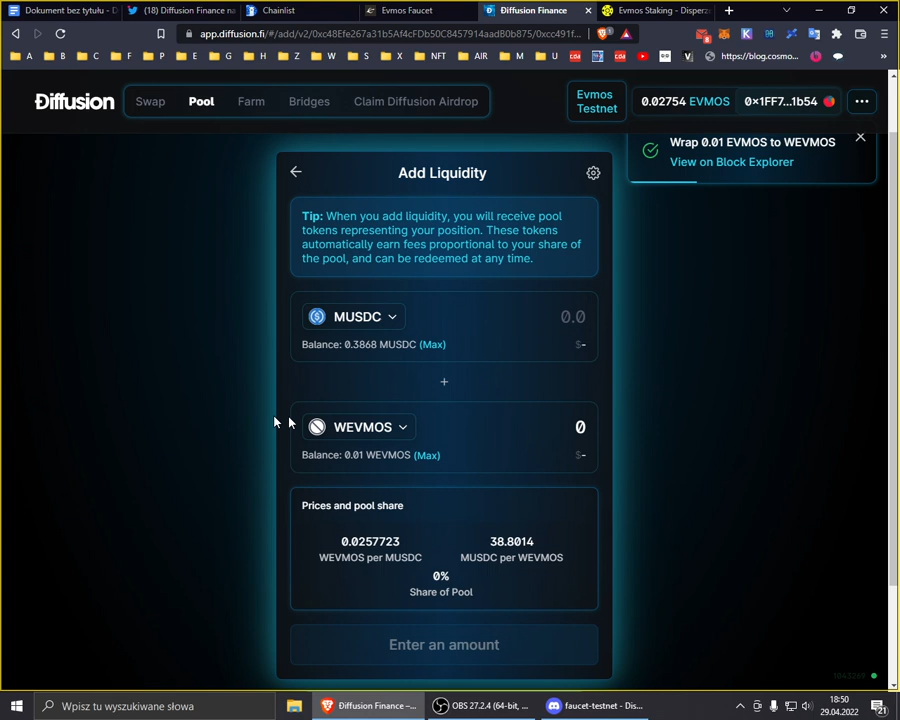 Dokument bez tytułu - D
(18) Diffusion Finance na
Chainlist
Evmos Faucet
Diffusion Finance
Evmos Staking - Disperze
app.diffusion.fi/#/add/v2/0xc48Efe267a31b5Af4cFDb50C8457914aadB0b875/0xcc491f...
A
B
C
P
E
G
H
Z
W
S
X
NFT
AIR
M
U
https://blog.cosmo...
Diffusion
Swap
Pool
Farm
Bridges
Claim Diffusion Airdrop
Evmos
Testnet
0.02754 EVMOS
0x1FF7...1b54
Wrap 0.01 EVMOS to WEVMOS
View on Block Explorer
Add Liquidity
Tip: When you add liquidity, you will receive pool
tokens representing your position. These tokens
automatically earn fees proportional to your share of
the pool, and can be redeemed at any time.
MUSDC
0.0
Balance: 0.3868 MUSDC (Max)
$-
+
WEVMOS
0
Balance: 0.01 WEVMOS (Max)
$-
Prices and pool share
0.0257723
38.8014
WEVMOS per MUSDC
MUSDC per WEVMOS
0%
Share of Pool
Enter an amount
Wpisz tu wyszukiwane słowa
Diffusion Finance –...
OBS 27.2.4 (64-bit, ...
faucet-testnet - Dis...
18:50
29.04.2022
21